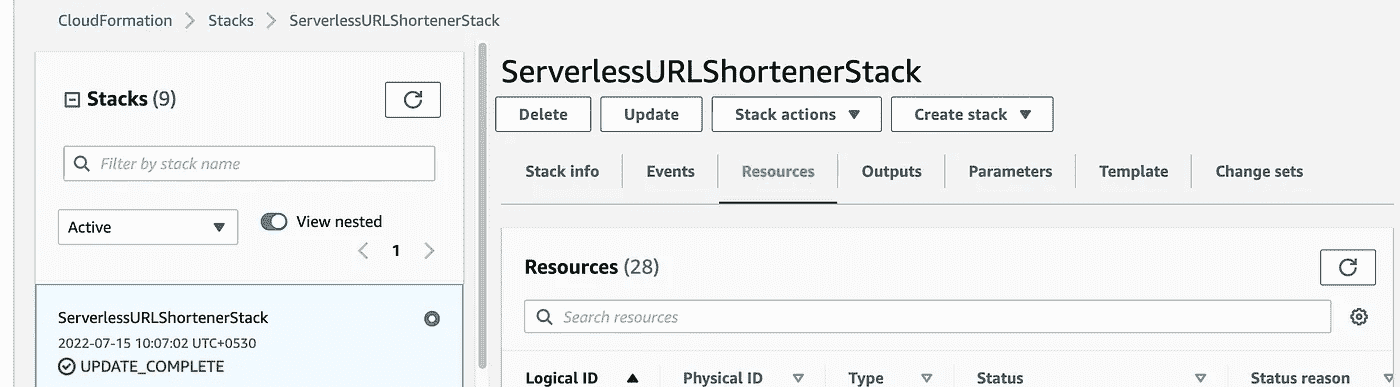 CloudFormation > Stacks > ServerlessURLShortenerStack
Stacks (9)
Filter by stack name
Active
View nested
1
ServerlessURLShortenerStack
2022-07-15 10:07:02 UTC+0530
UPDATE_COMPLETE
ServerlessURLShortenerStack
Delete Update Stack actions Create stack
Stack info Events Resources Outputs Parameters Template Change sets
Resources (28)
Search resources
Logical ID Physical ID Type Status Status reason